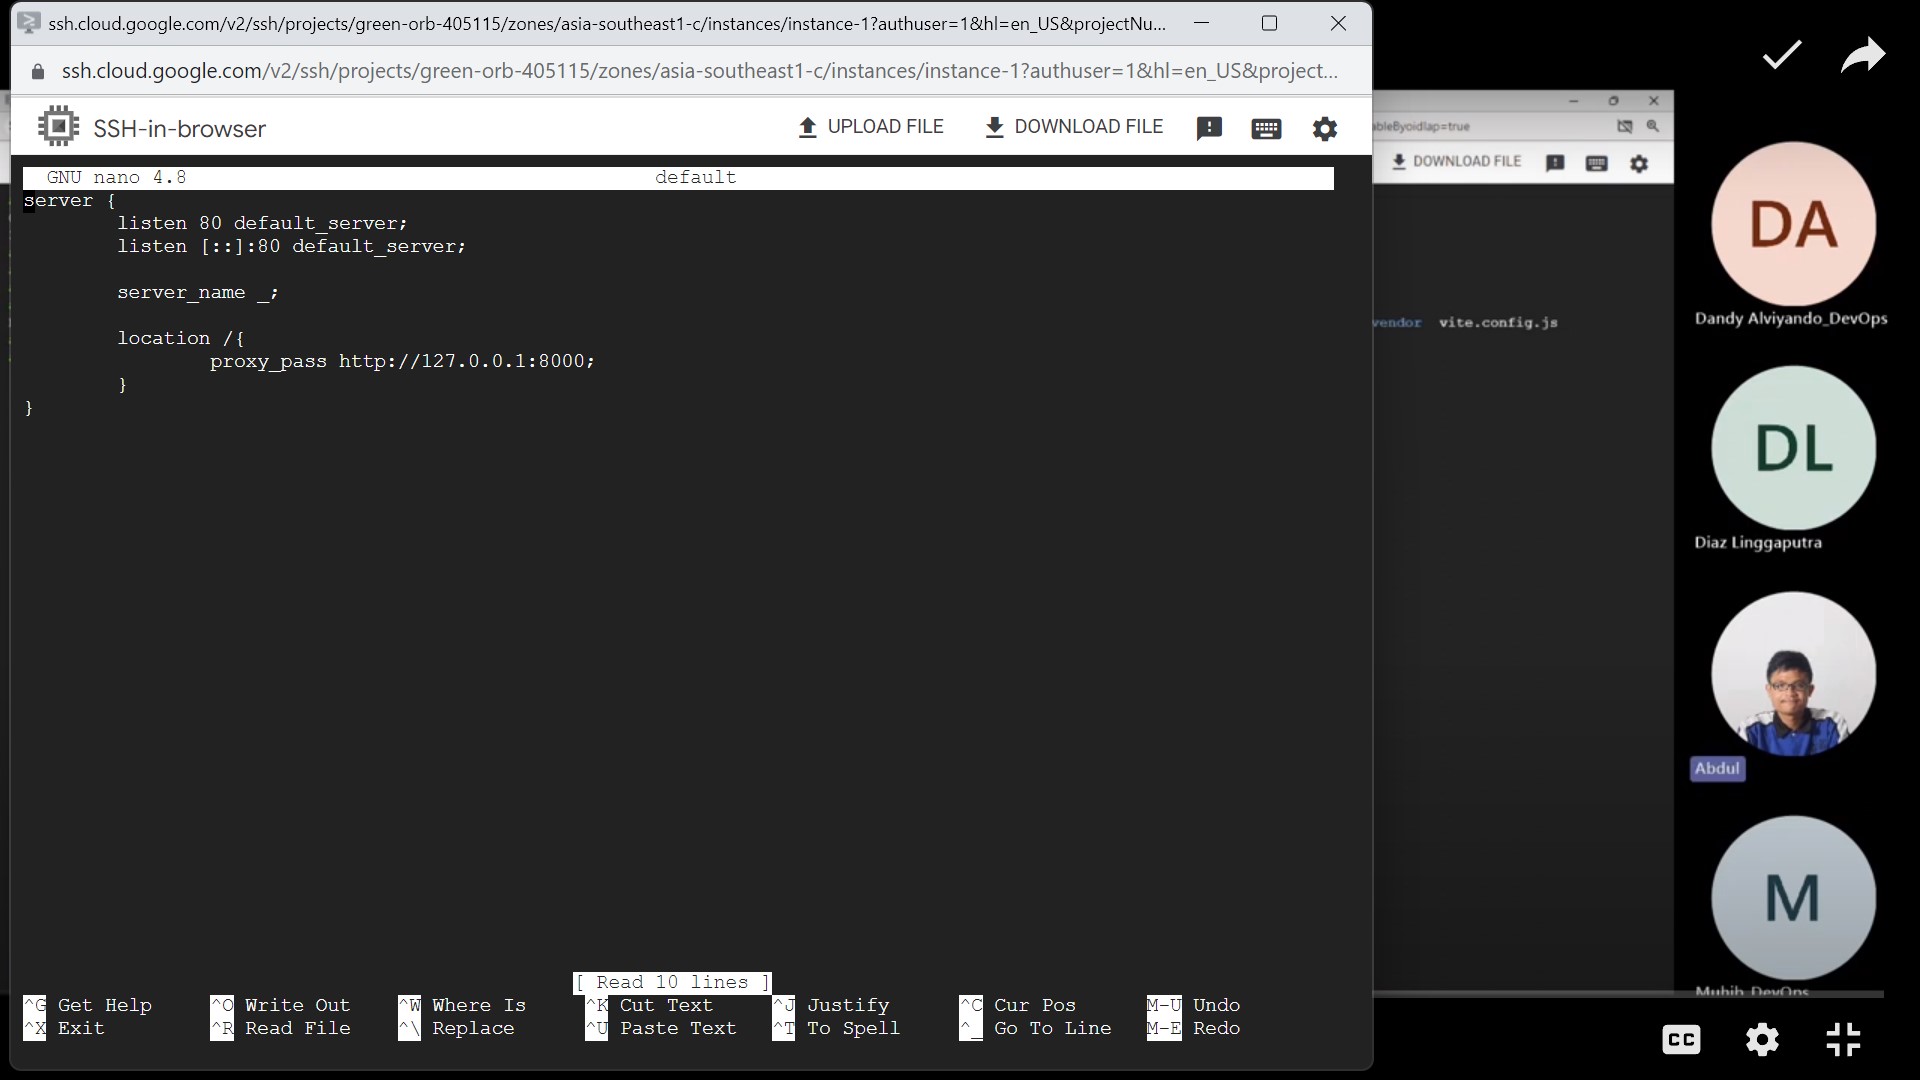 ssh.cloud.google.com/v2/ssh/projects/green-orb-405115/zones/asia-southeast1-c/instances/instance-1?authuser=1&hl=en_US&projectNu...
ssh.cloud.google.com/v2/ssh/projects/green-orb-405115/zones/asia-southeast1-c/instances/instance-1?authuser=1&hl=en_US&project...
SSH-in-browser
UPLOAD FILE
DOWNLOAD FILE
GNU nano 4.8 default
server {
listen 80 default_server;
listen [::]:80 default_server;
server_name _;
location /{
proxy_pass http://127.0.0.1:8000;
}
}
[ Read 10 lines ]
^G Get Help ^O Write Out ^W Where Is ^K Cut Text ^J Justify ^C Cur Pos M-U Undo
^X Exit ^R Read File ^\ Replace ^U Paste Text ^T To Spell ^_ Go To Line M-E Redo
ableByoidIap=true
DOWNLOAD FILE
vendor vite.config.js
DA
Dandy Alviyando_DevOps
DL
Diaz Linggaputra
Abdul
M
Muhib_DevOps
CC